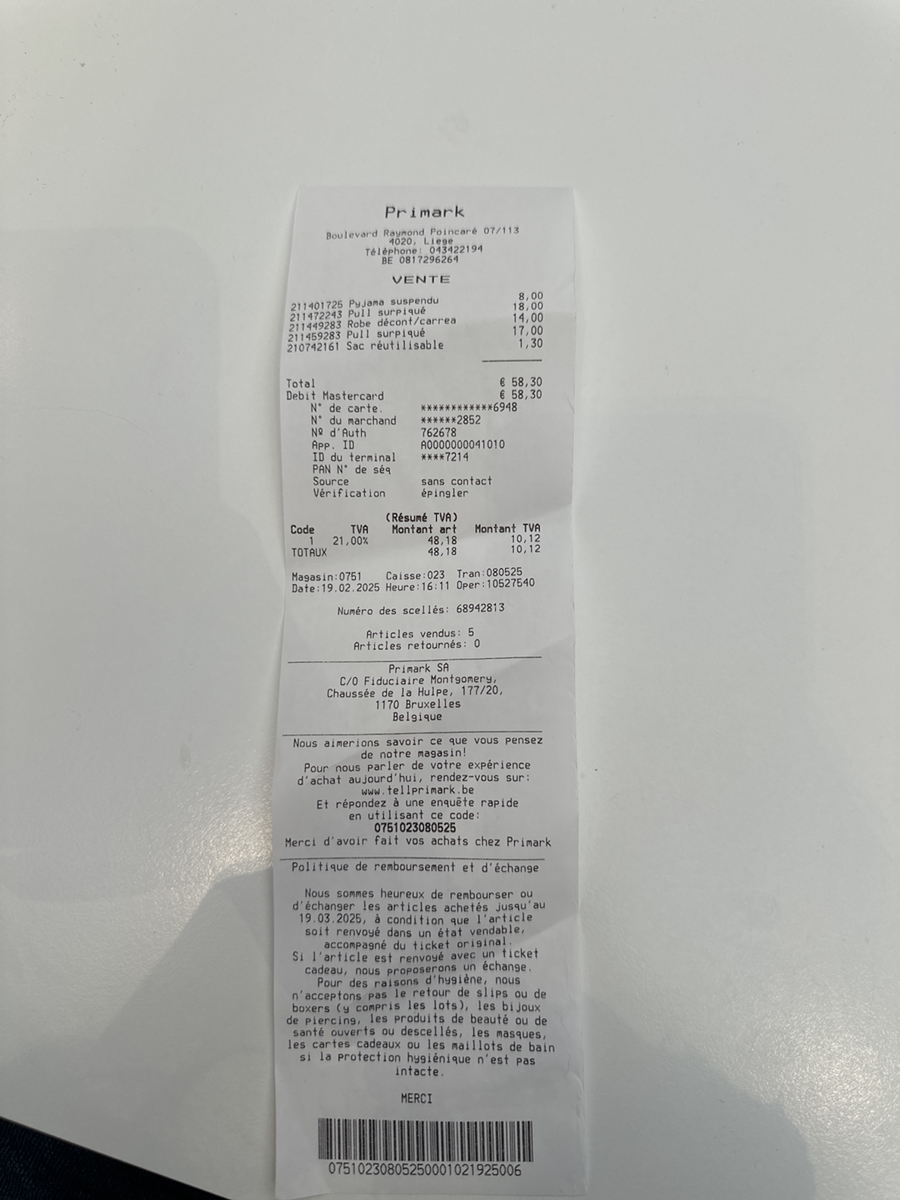 Primark
Boulevard Raymond Poincaré 07/113
4020, Liege
Téléphone: 043422194
BE 0817296264
VENTE
211401725 Pyjama suspendu 8,00
211472243 Pull surpiqué 18,00
211449283 Robe décont/carrea 14,00
211459283 Pull surpiqué 17,00
210742161 Sac réutilisable 1,30
Total € 58,30
Debit Mastercard € 58,30
N° de carte. ************6948
N° du marchand ******2852
Nº d'Auth 762678
App. ID A0000000041010
ID du terminal ****7214
PAN N° de séq
Source sans contact
Vérification épingler
(Résumé TVA)
Code TVA Montant art Montant TVA
1 21,00% 48,18 10,12
TOTAUX 48,18 10,12
Magasin:0751 Caisse:023 Tran:080525
Date:19.02.2025 Heure:16:11 Oper:10527540
Numéro des scellés: 68942813
Articles vendus: 5
Articles retournés: 0
Primark SA
C/O Fiduciaire Montgomery,
Chaussée de la Hulpe, 177/20,
1170 Bruxelles
Belgique
Nous aimerions savoir ce que vous pensez
de notre magasin!
Pour nous parler de votre expérience
d'achat aujourd'hui, rendez-vous sur:
www.tellprimark.be
Et répondez à une enquête rapide
en utilisant ce code:
0751023080525
Merci d'avoir fait vos achats chez Primark
Politique de remboursement et d'échange
Nous sommes heureux de rembourser ou
d'échanger les articles achetés jusqu'au
19.03.2025, à condition que l'article
soit renvoyé dans un état vendable,
accompagné du ticket original.
Si l'article est renvoyé avec un ticket
cadeau, nous proposerons un échange.
Pour des raisons d'hygiène, nous
n'acceptons pas le retour de slips ou de
boxers (y compris les lots), les bijoux
de piercing, les produits de beauté ou de
santé ouverts ou descellés, les masques,
les cartes cadeaux ou les maillots de bain
si la protection hygiénique n'est pas
intacte.
MERCI
07510230805250001021925006